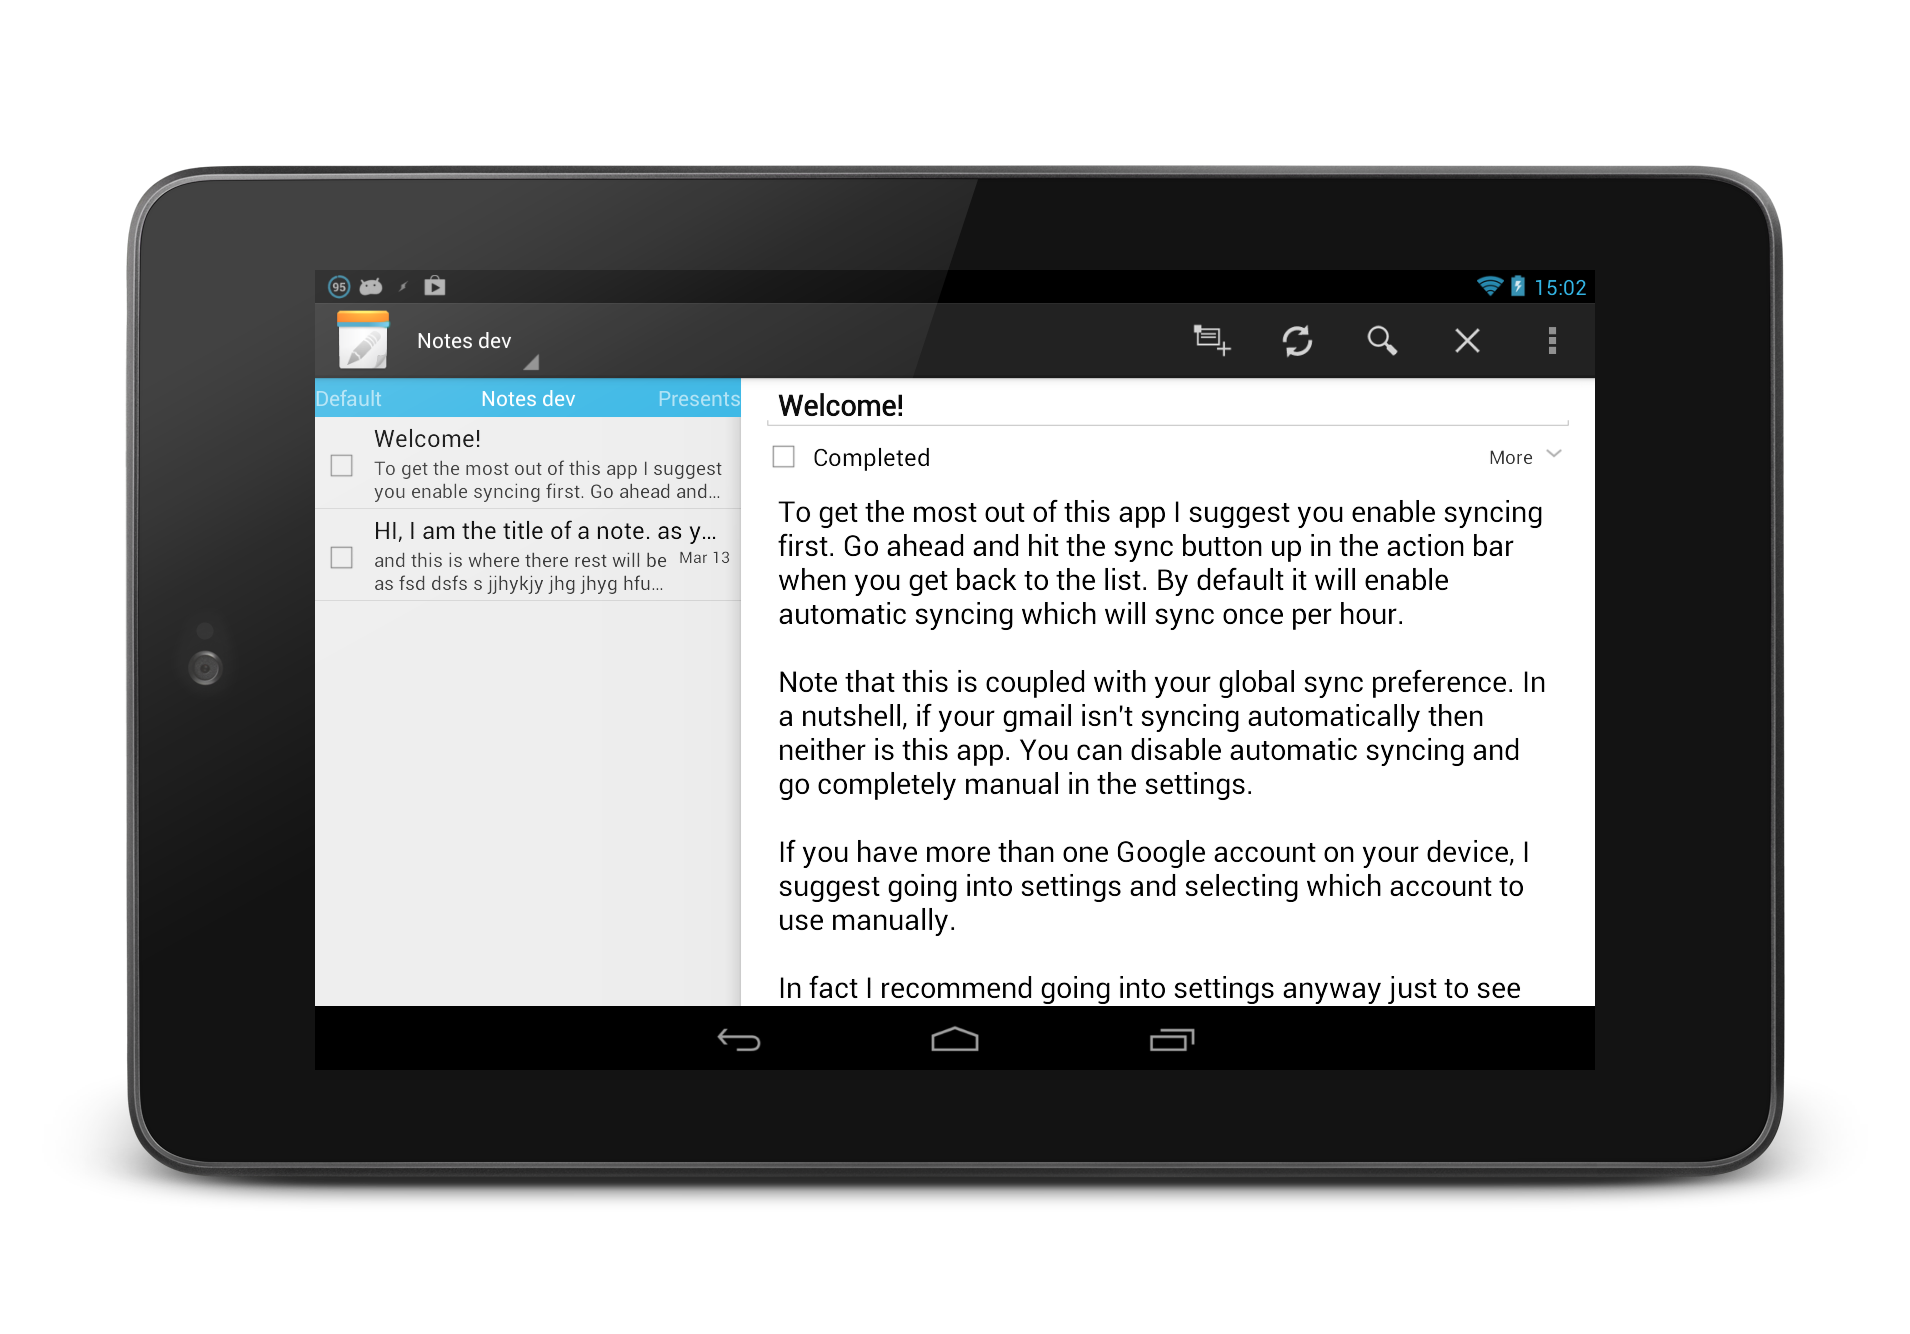 95
15:02
Notes dev
Default Notes dev Presents
Welcome!
To get the most out of this app I suggest
you enable syncing first. Go ahead and...
HI, I am the title of a note. as y...
and this is where there rest will be Mar 13
as fsd dsfs s jjhykjy jhg jhyg hfu...
Welcome!
Completed
More
To get the most out of this app I suggest you enable syncing
first. Go ahead and hit the sync button up in the action bar
when you get back to the list. By default it will enable
automatic syncing which will sync once per hour.
Note that this is coupled with your global sync preference. In
a nutshell, if your gmail isn't syncing automatically then
neither is this app. You can disable automatic syncing and
go completely manual in the settings.
If you have more than one Google account on your device, I
suggest going into settings and selecting which account to
use manually.
In fact I recommend going into settings anyway just to see